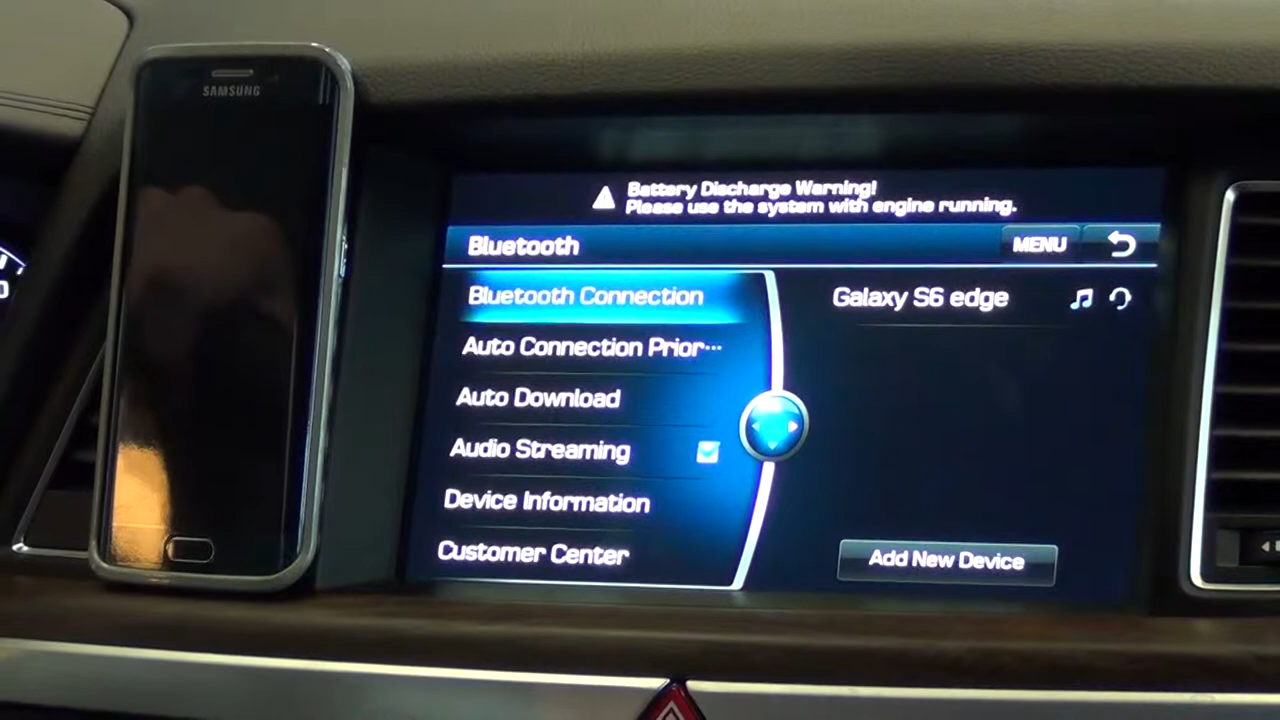 SAMSUNG
Battery Discharge Warning!
Please use the system with engine running.
Bluetooth
MENU
Bluetooth Connection
Galaxy S6 edge
Auto Connection Prior···
Auto Download
Audio Streaming
Device Information
Customer Center
Add New Device